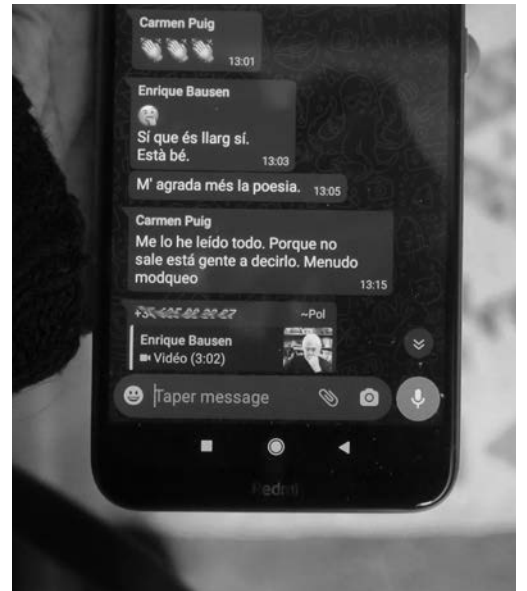 Carmen Puig
👏👏👏 13:01
Enrique Bausen
🤔
Sí que és llarg sí.
Està bé. 13:03
M' agrada més la poesia. 13:05
Carmen Puig
Me lo he leído todo. Porque no
sale está gente a decirlo. Menudo
modqueo 13:15
~Pol
Enrique Bausen
Vidéo (3:02)
Taper message
Redmi